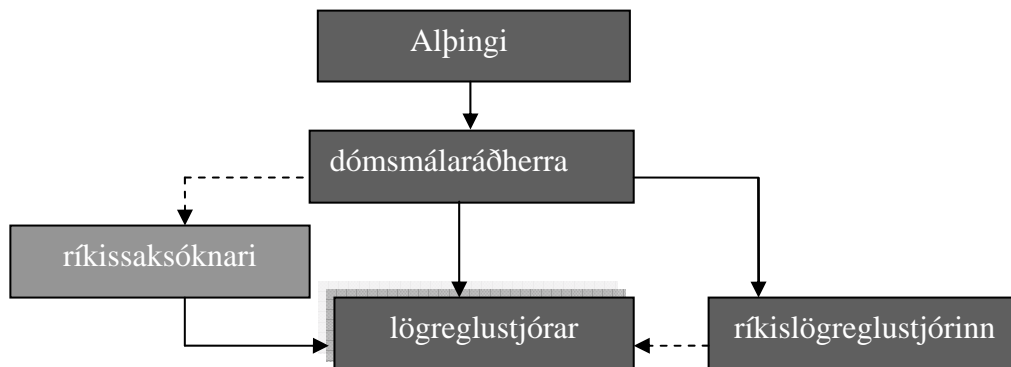 Alþingi
dómsmálaráðherra
ríkissaksóknari
lögreglustjórar
ríkislögreglustjórinn